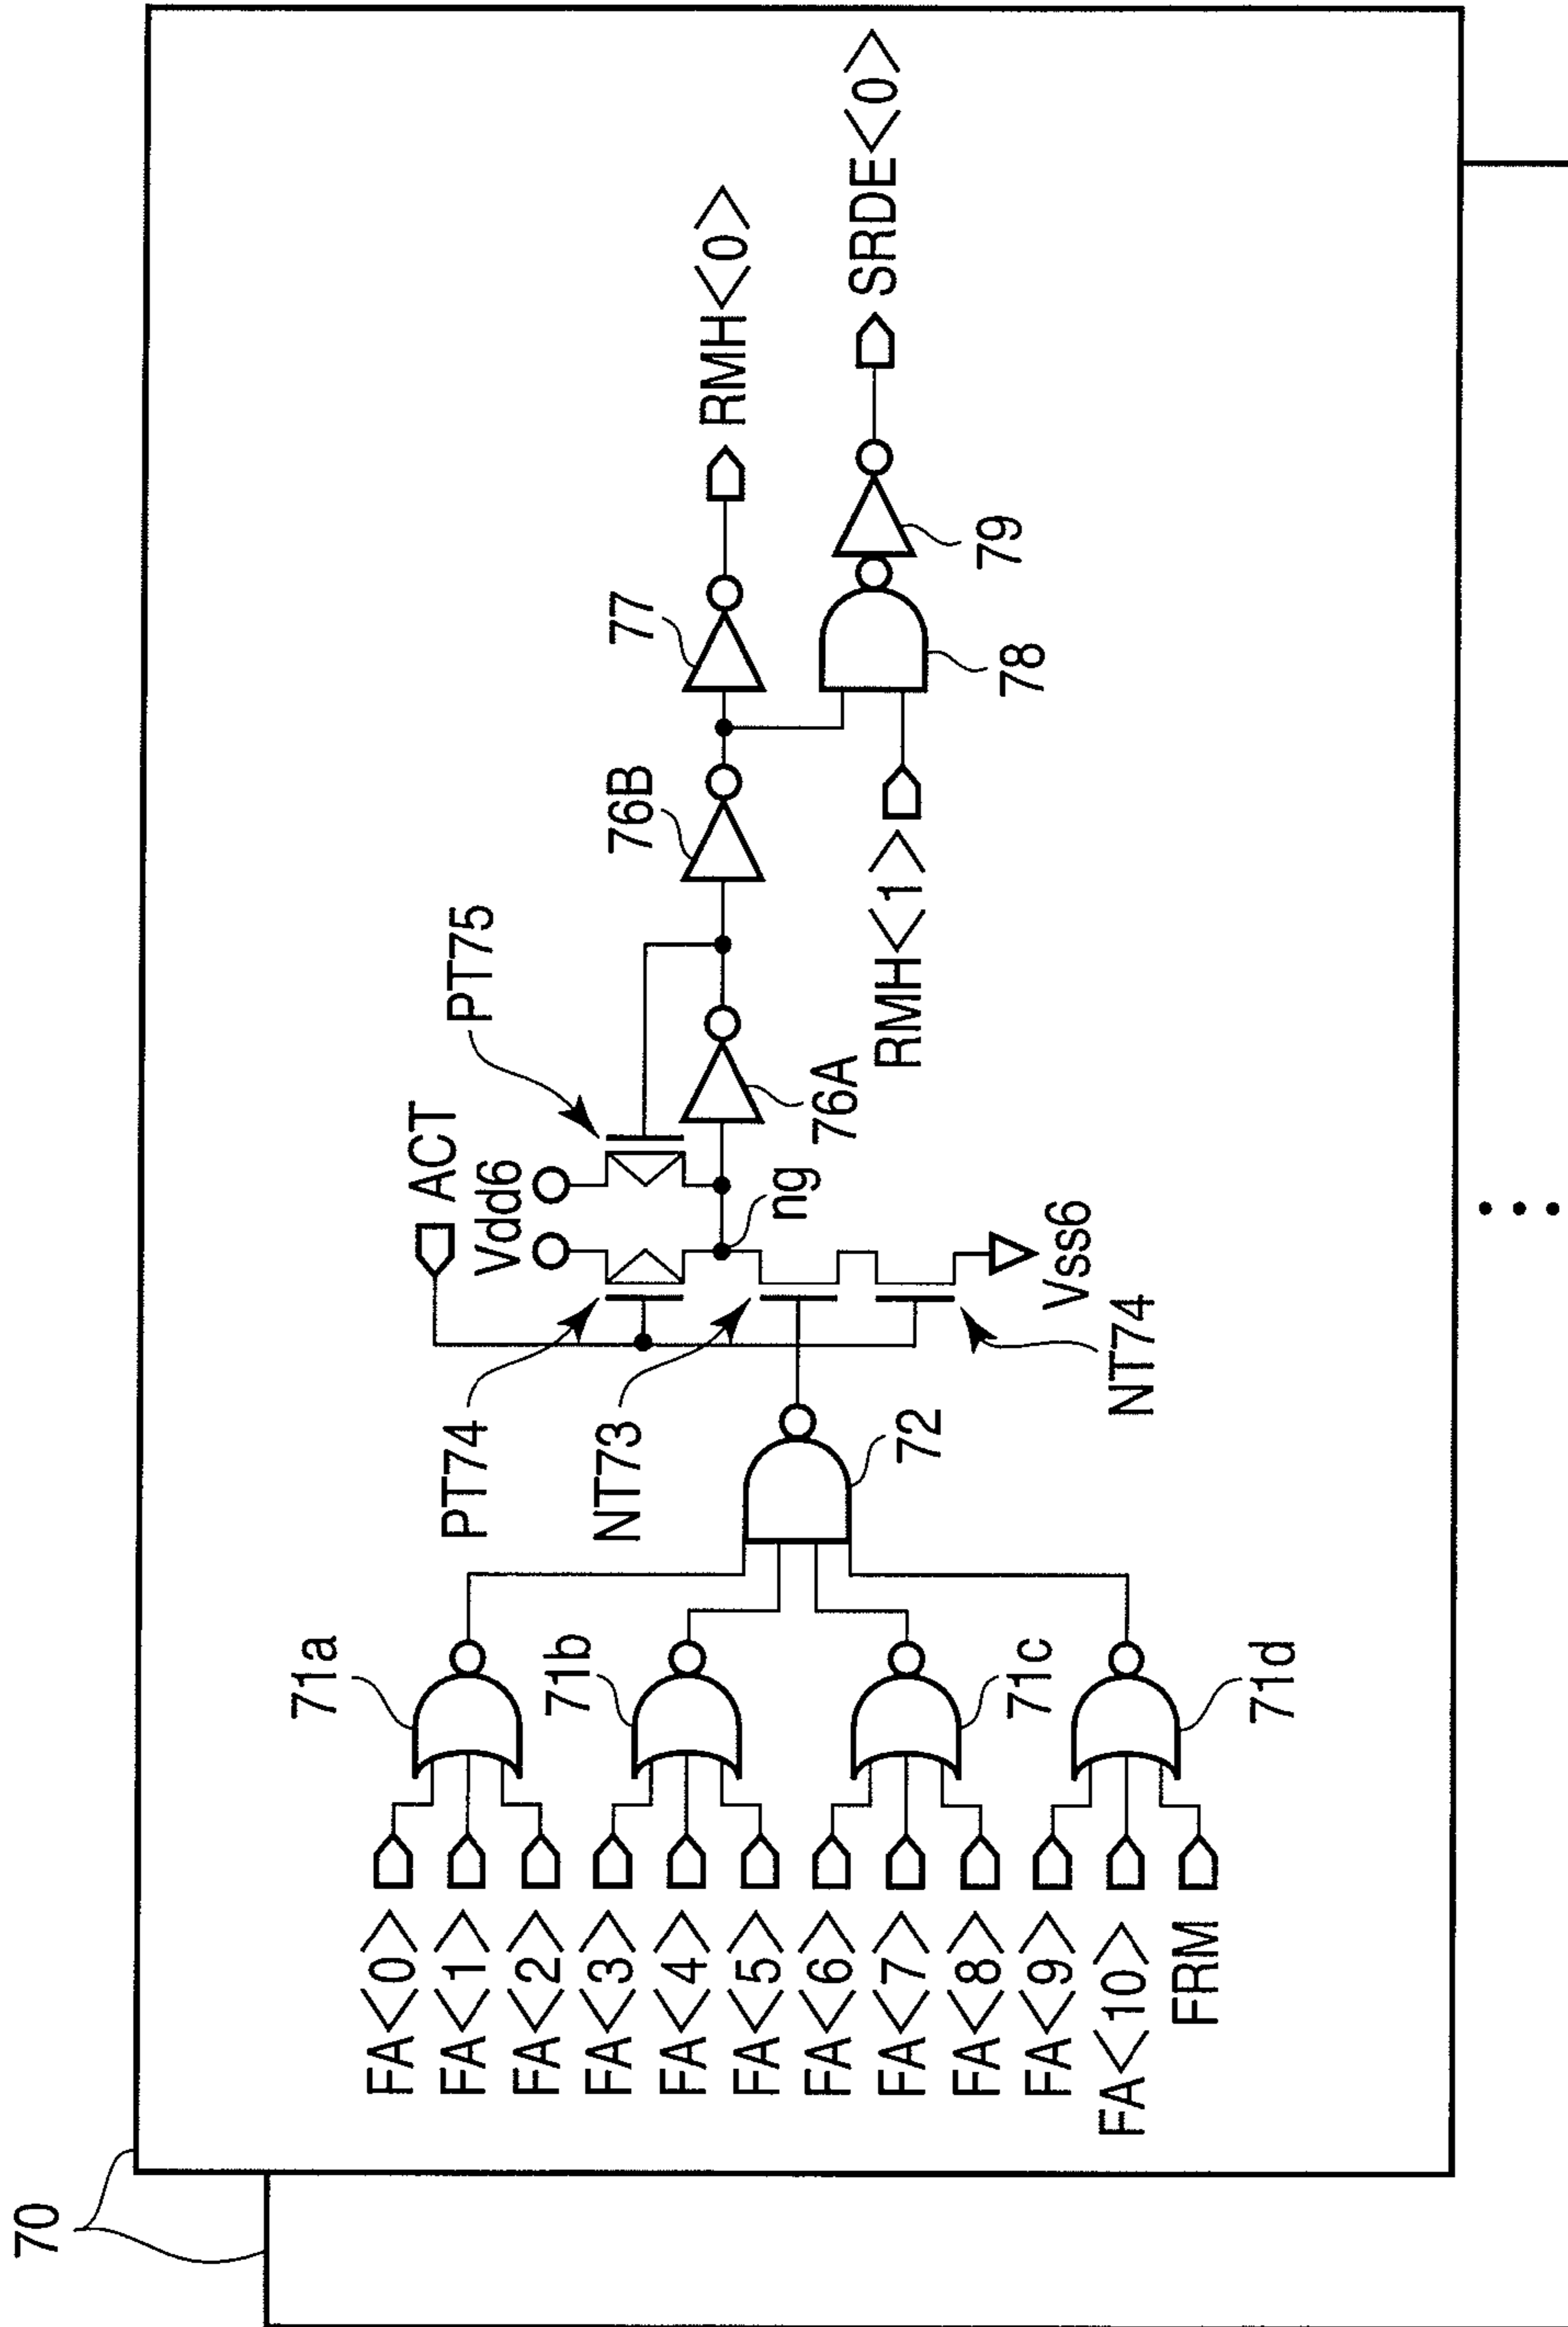 70
FA<0>
FA<1>
FA<2>
FA<3>
FA<4>
FA<5>
FA<6>
FA<7>
FA<8>
FA<9>
FA<10>
FRM
71a
71b
71c
71d
72
PT74
NT73
NT74
ACT
Vdd6
Vss6
ng
PT75
76A
76B
77
RMH<1>
78
79
RMH<0>
SRDE<0>